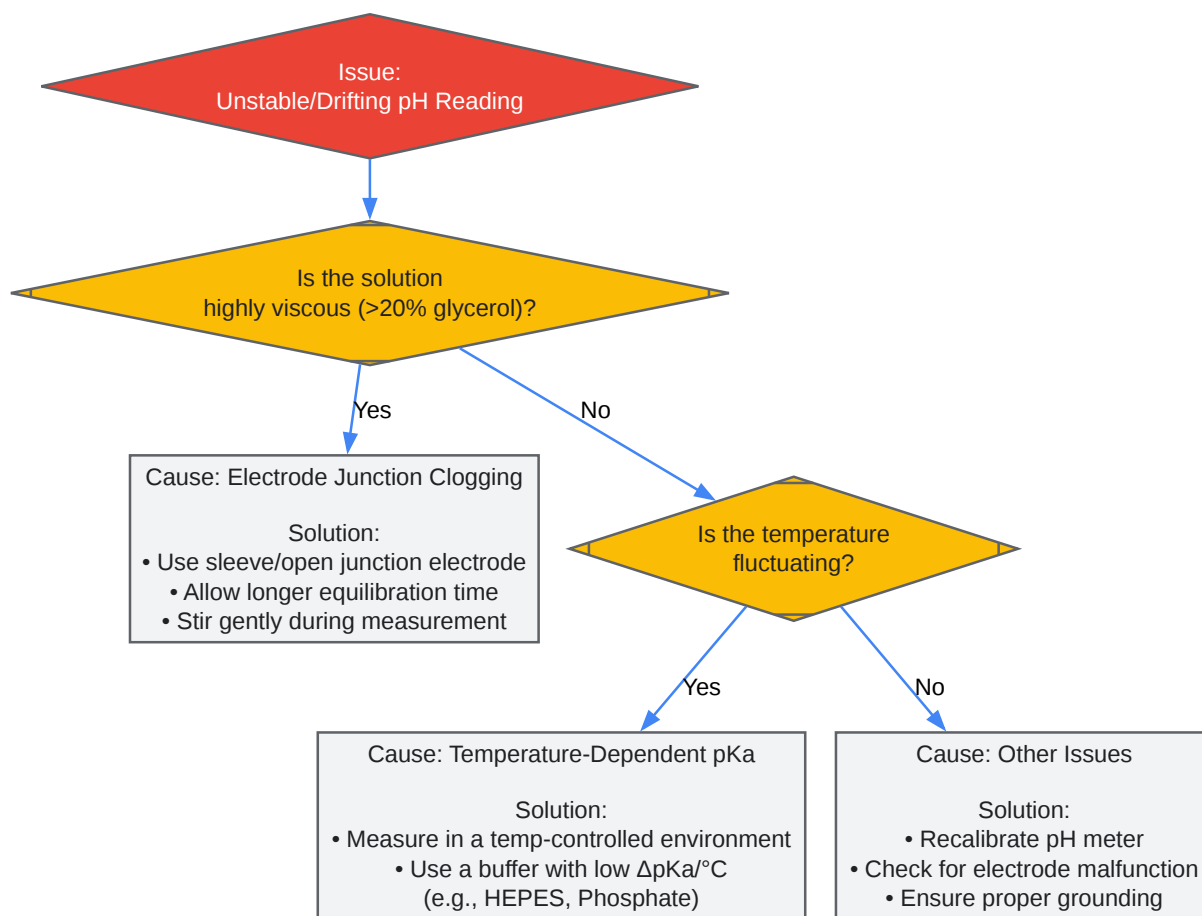 Issue:
Unstable/Drifting pH Reading
Is the solution
highly viscous (>20% glycerol)?
Yes
No
Cause: Electrode Junction Clogging
Solution:
• Use sleeve/open junction electrode
• Allow longer equilibration time
• Stir gently during measurement
Is the temperature
fluctuating?
Yes
No
Cause: Temperature-Dependent pKa
Solution:
• Measure in a temp-controlled environment
• Use a buffer with low ΔpKa/°C
(e.g., HEPES, Phosphate)
Cause: Other Issues
Solution:
• Recalibrate pH meter
• Check for electrode malfunction
• Ensure proper grounding